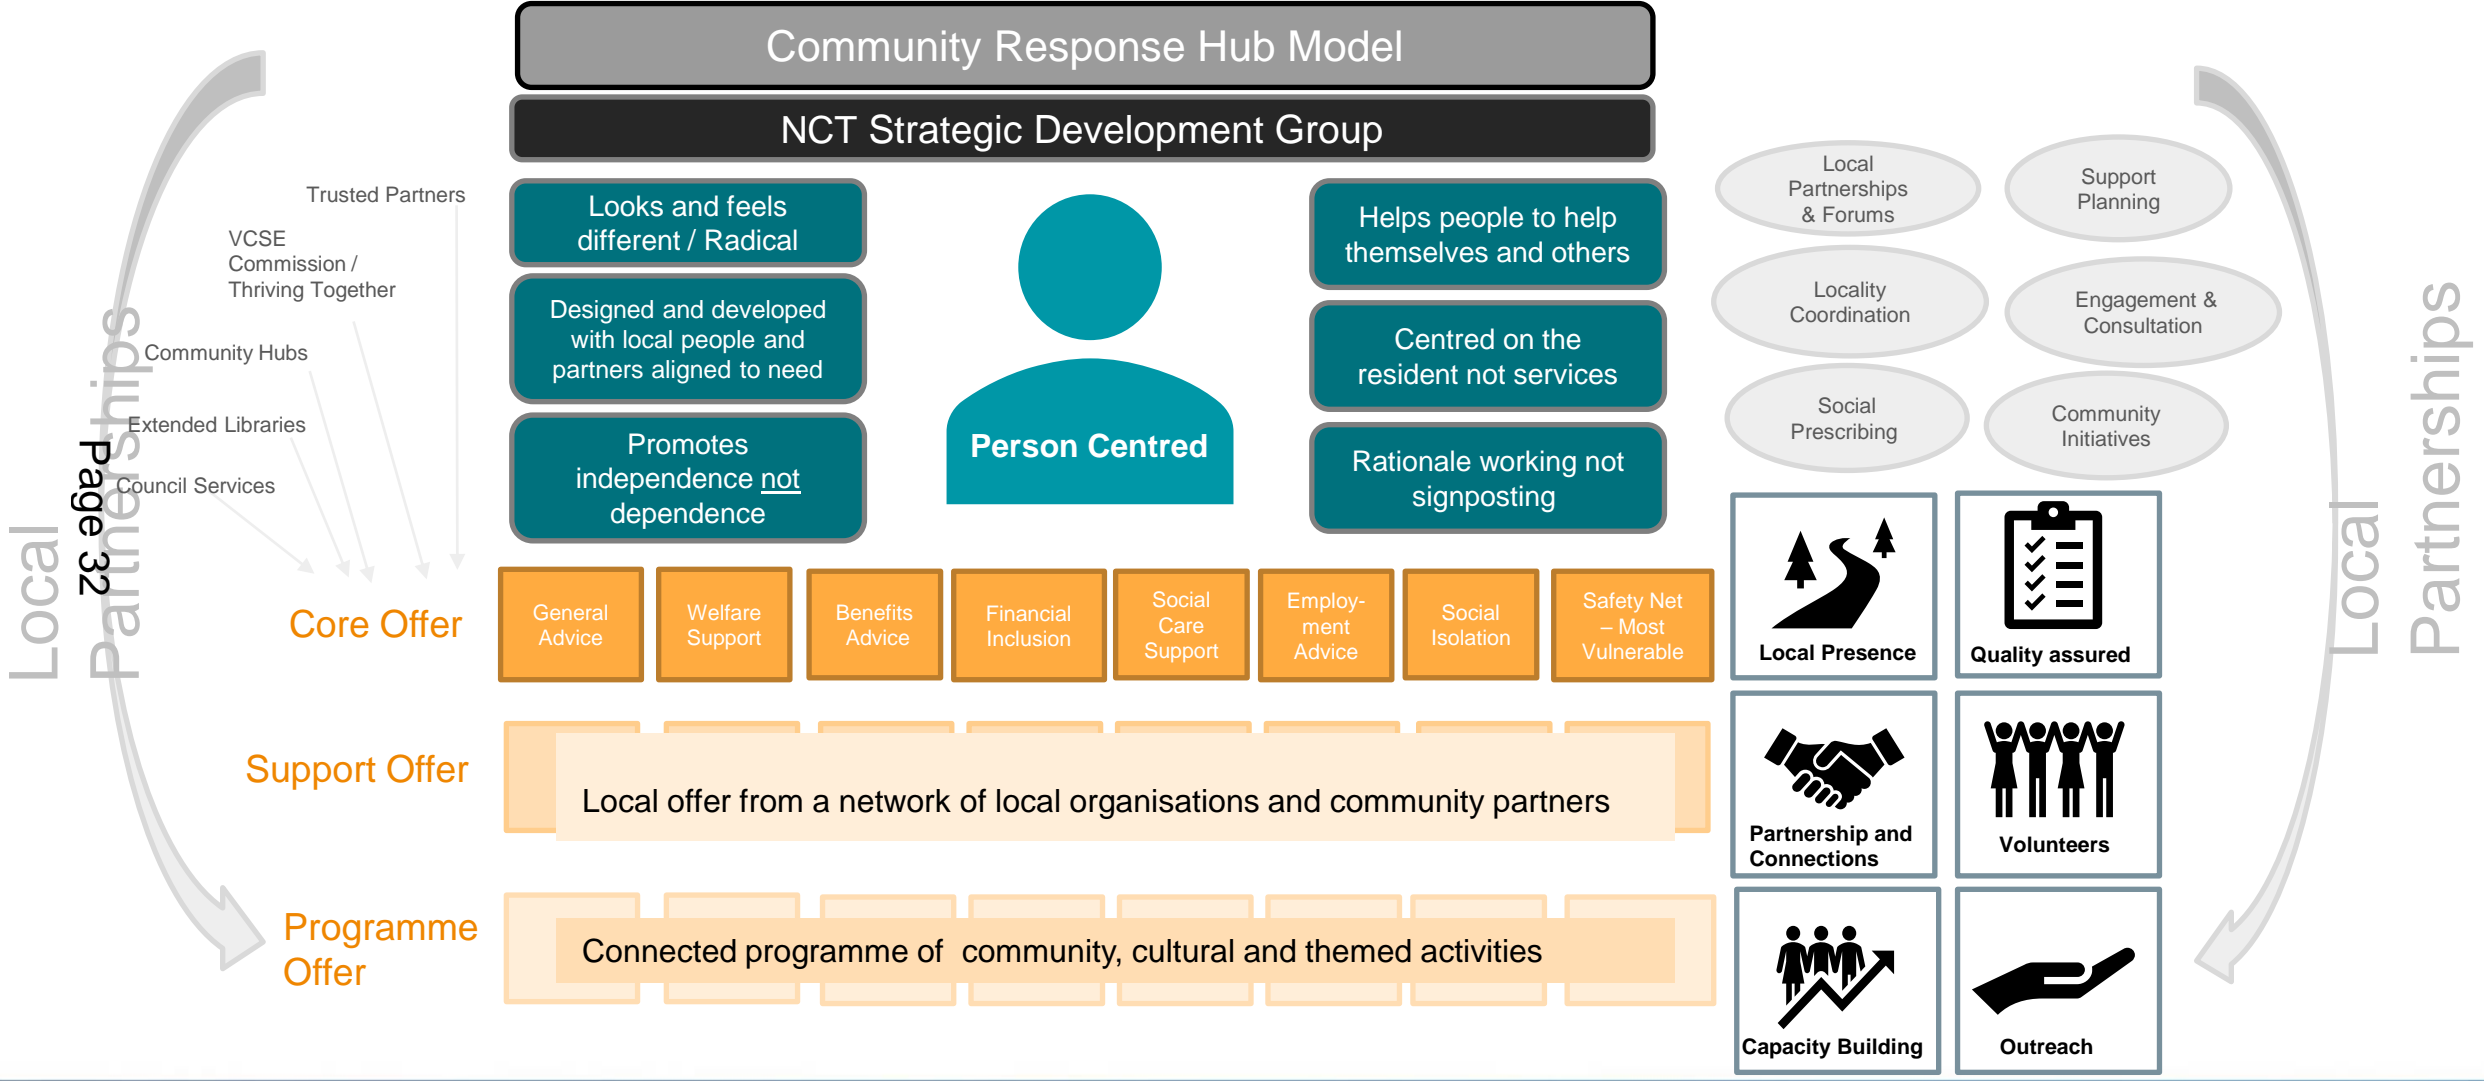 Community Response Hub Model
NCT Strategic Development Group
Local
Partnerships
Page 32
Trusted Partners
VCSE
Commission /
Thriving Together
Community Hubs
Extended Libraries
Council Services
Looks and feels
different / Radical
Designed and developed
with local people and
partners aligned to need
Promotes
independence not
dependence
Person Centred
Helps people to help
themselves and others
Centred on the
resident not services
Rationale working not
signposting
Local
Partnerships
& Forums
Support
Planning
Locality
Coordination
Engagement &
Consultation
Social
Prescribing
Community
Initiatives
Local
Partnerships
Core Offer
General
Advice
Welfare
Support
Benefits
Advice
Financial
Inclusion
Social
Care
Support
Employ-
ment
Advice
Social
Isolation
Safety Net
– Most
Vulnerable
Local Presence
Quality assured
Support Offer
Local offer from a network of local organisations and community partners
Partnership and
Connections
Volunteers
Programme
Offer
Connected programme of  community, cultural and themed activities
Capacity Building
Outreach